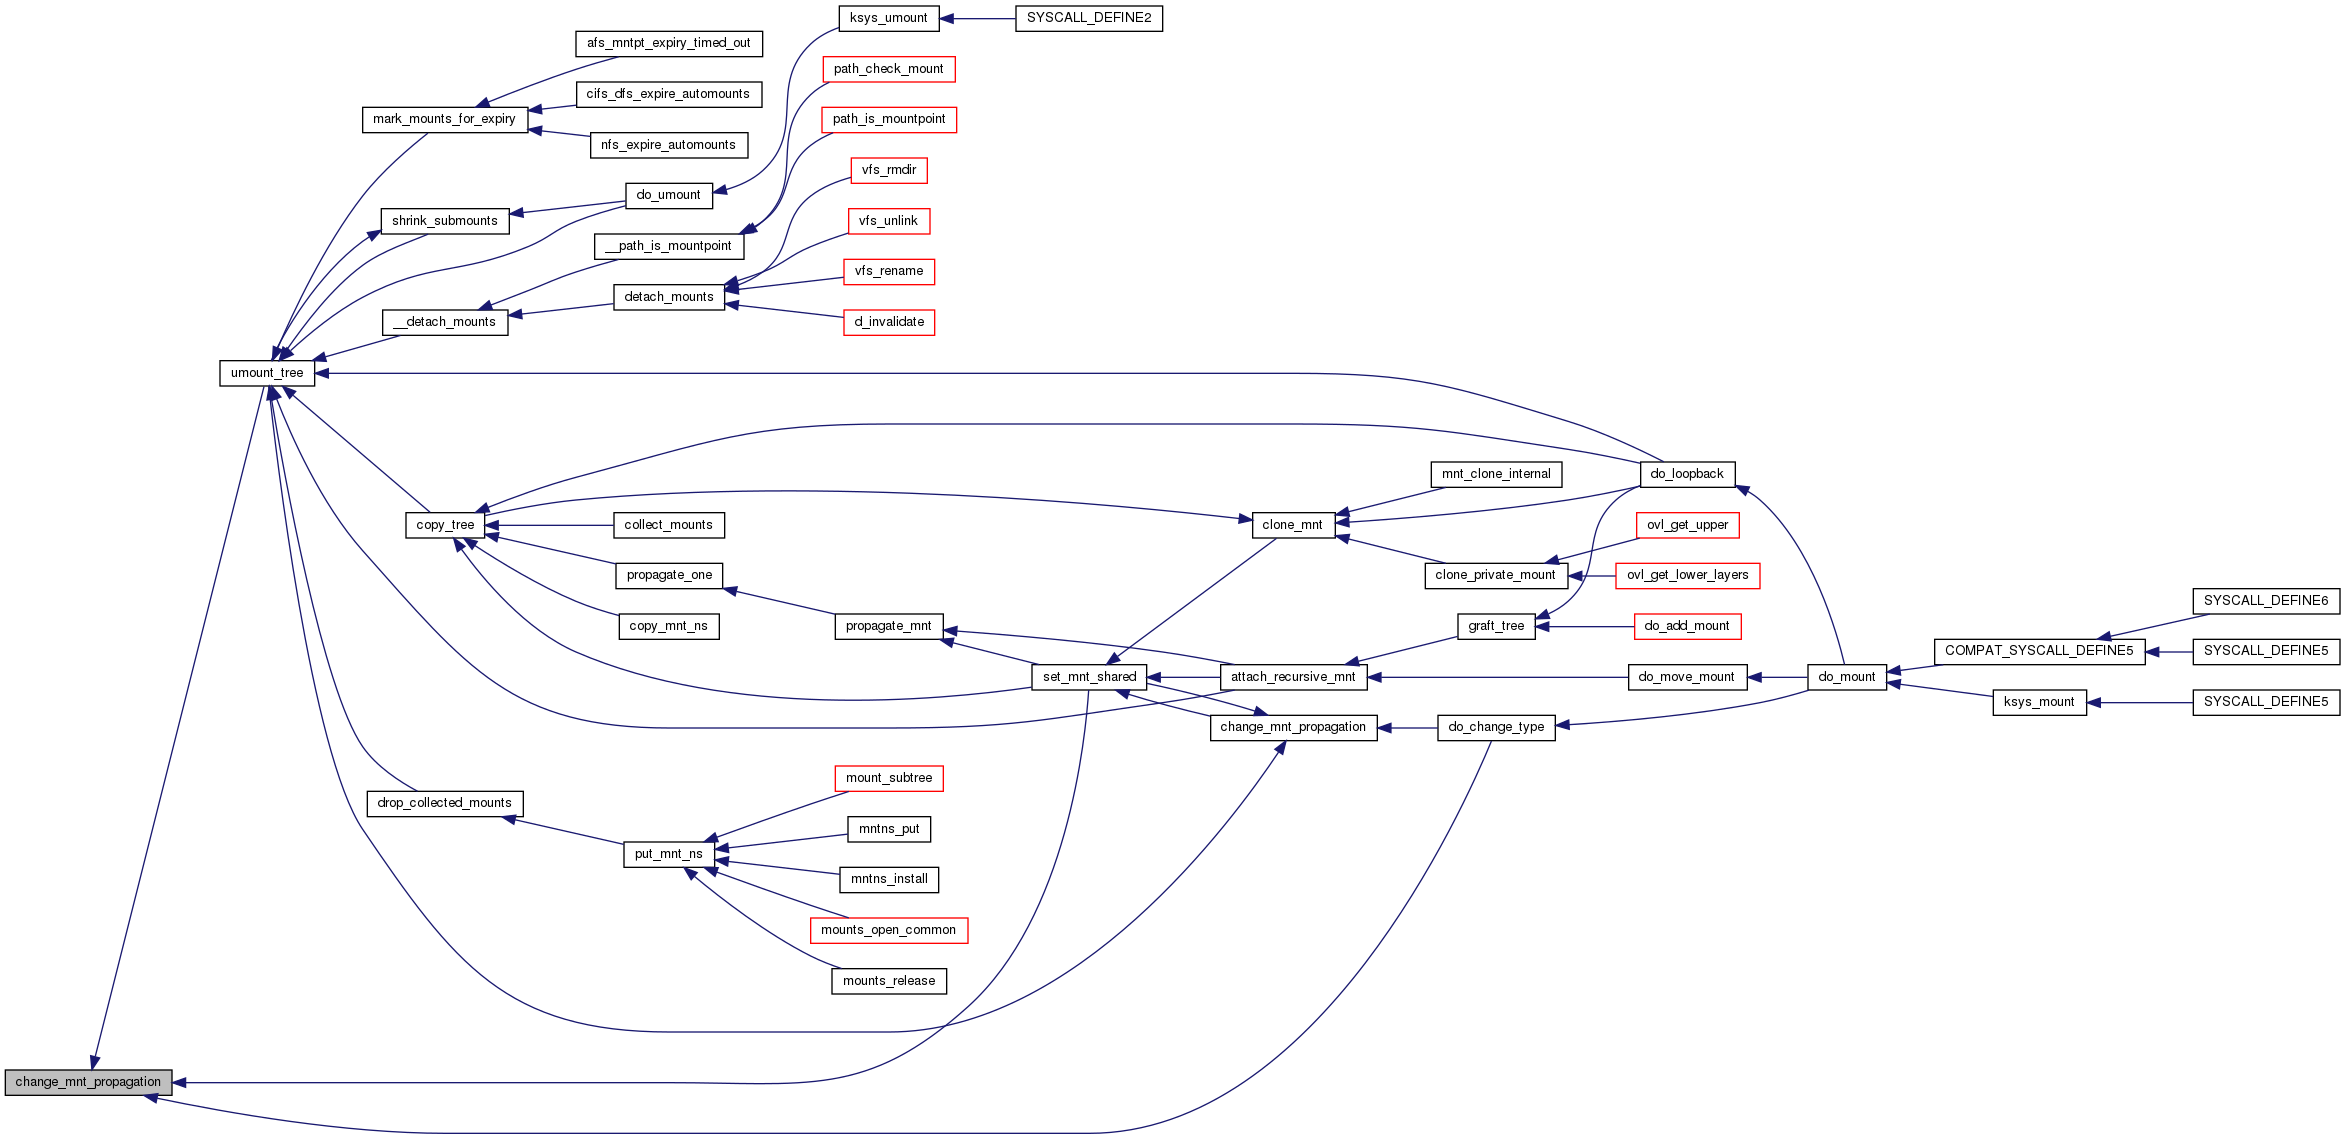 ksys_umount
SYSCALL_DEFINE2
afs_mntpt_expiry_timed_out
path_check_mount
cifs_dfs_expire_automounts
mark_mounts_for_expiry
path_is_mountpoint
nfs_expire_automounts
vfs_rmdir
do_umount
shrink_submounts
vfs_unlink
__path_is_mountpoint
vfs_rename
detach_mounts
__detach_mounts
d_invalidate
umount_tree
mnt_clone_internal
do_loopback
copy_tree
collect_mounts
clone_mnt
ovl_get_upper
propagate_one
clone_private_mount
ovl_get_lower_layers
SYSCALL_DEFINE6
copy_mnt_ns
propagate_mnt
graft_tree
do_add_mount
COMPAT_SYSCALL_DEFINE5
SYSCALL_DEFINE5
set_mnt_shared
attach_recursive_mnt
do_move_mount
do_mount
ksys_mount
SYSCALL_DEFINE5
change_mnt_propagation
do_change_type
mount_subtree
drop_collected_mounts
mntns_put
put_mnt_ns
mntns_install
mounts_open_common
mounts_release
change_mnt_propagation